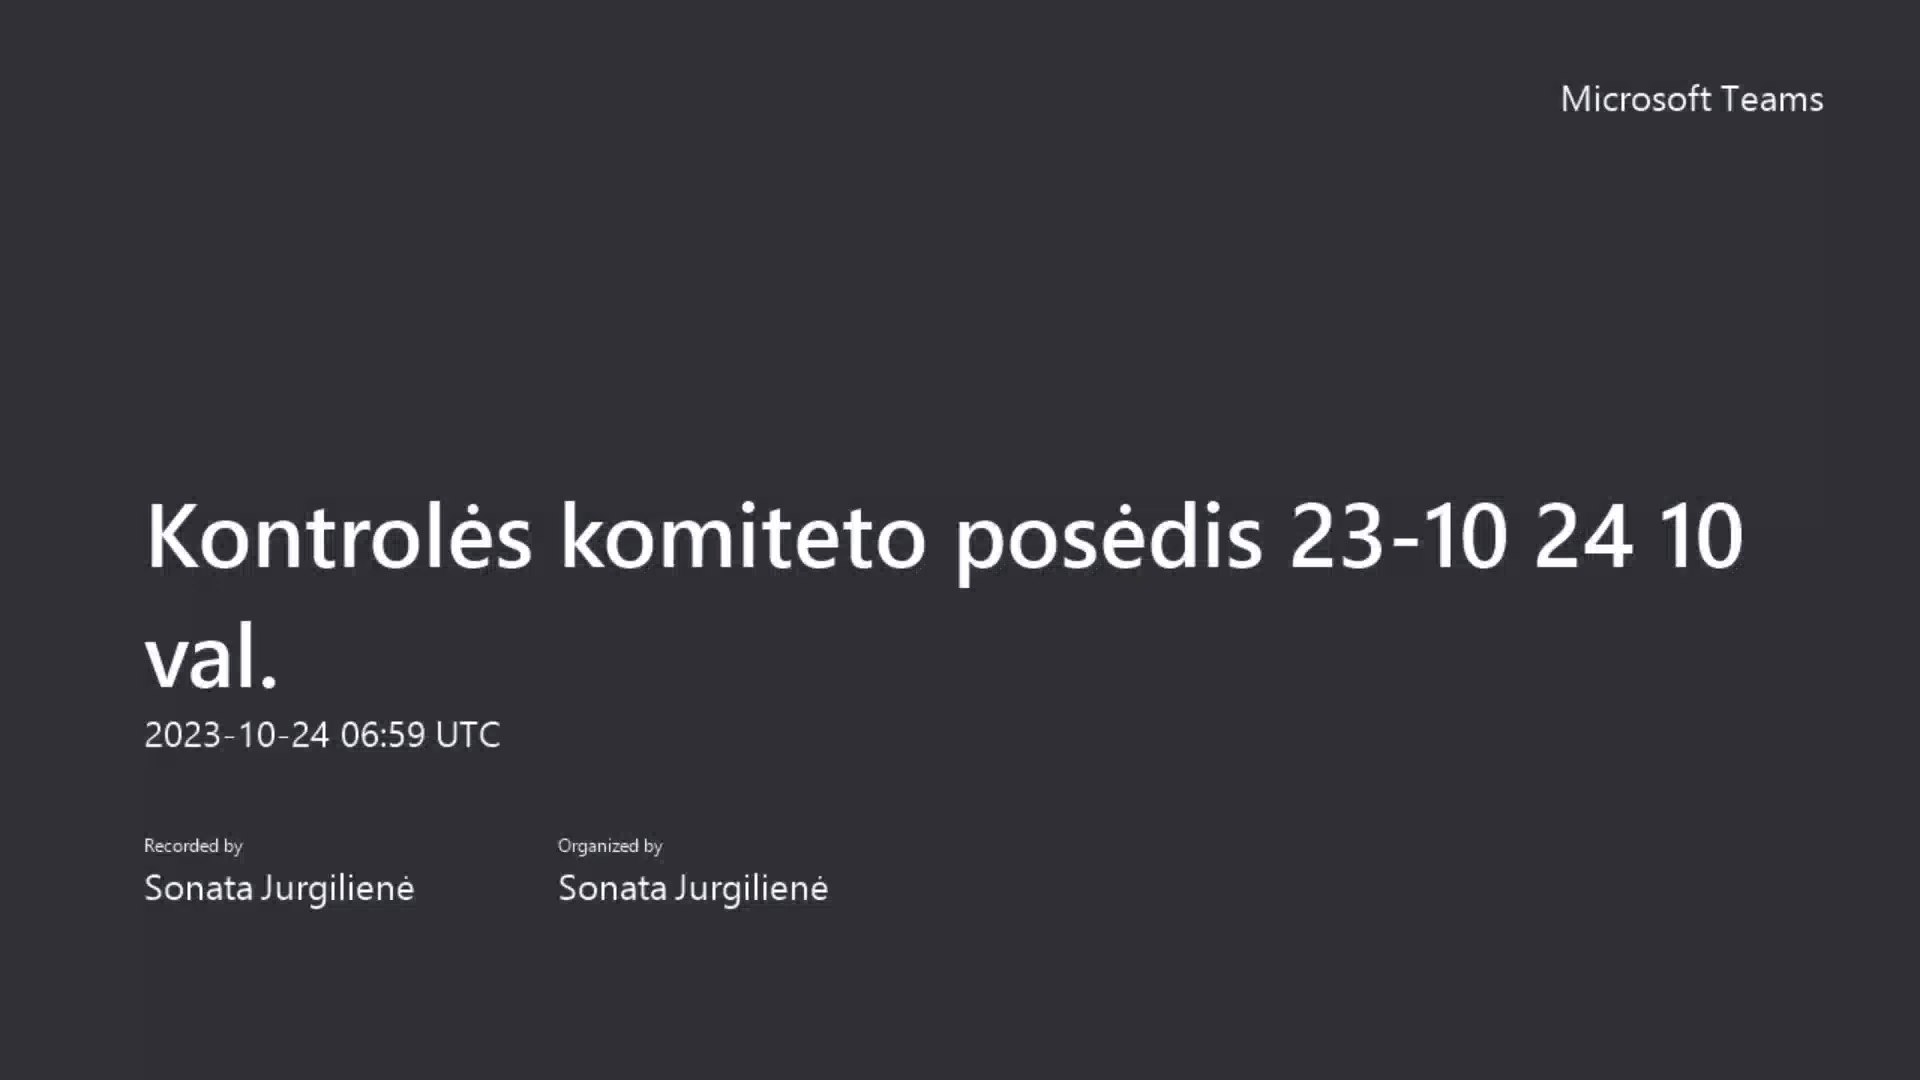 Microsoft Teams
Kontrolės komiteto posėdis 23-10 24 10
val.
2023-10-24 06:59 UTC
Recorded by
Organized by
Sonata Jurgilienė
Sonata Jurgilienė